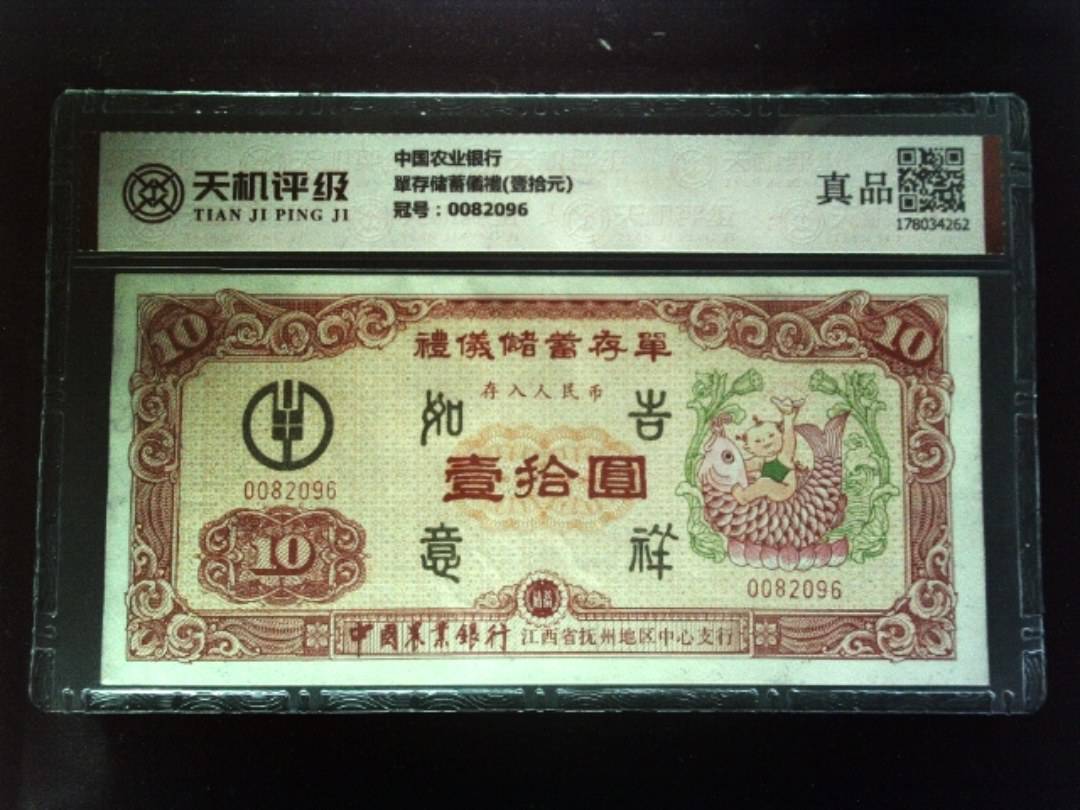 天机评级
TIAN JI PING JI
中国农业银行
單存储蓄儀禮(壹拾元)
冠号：0082096
真品
178034262
10
10
禮儀儲蓄存單
存入人民币
如
吉
壹拾圓
意
祥
0082096
10
0082096
中國農業銀行 江西省抚州地区中心支行